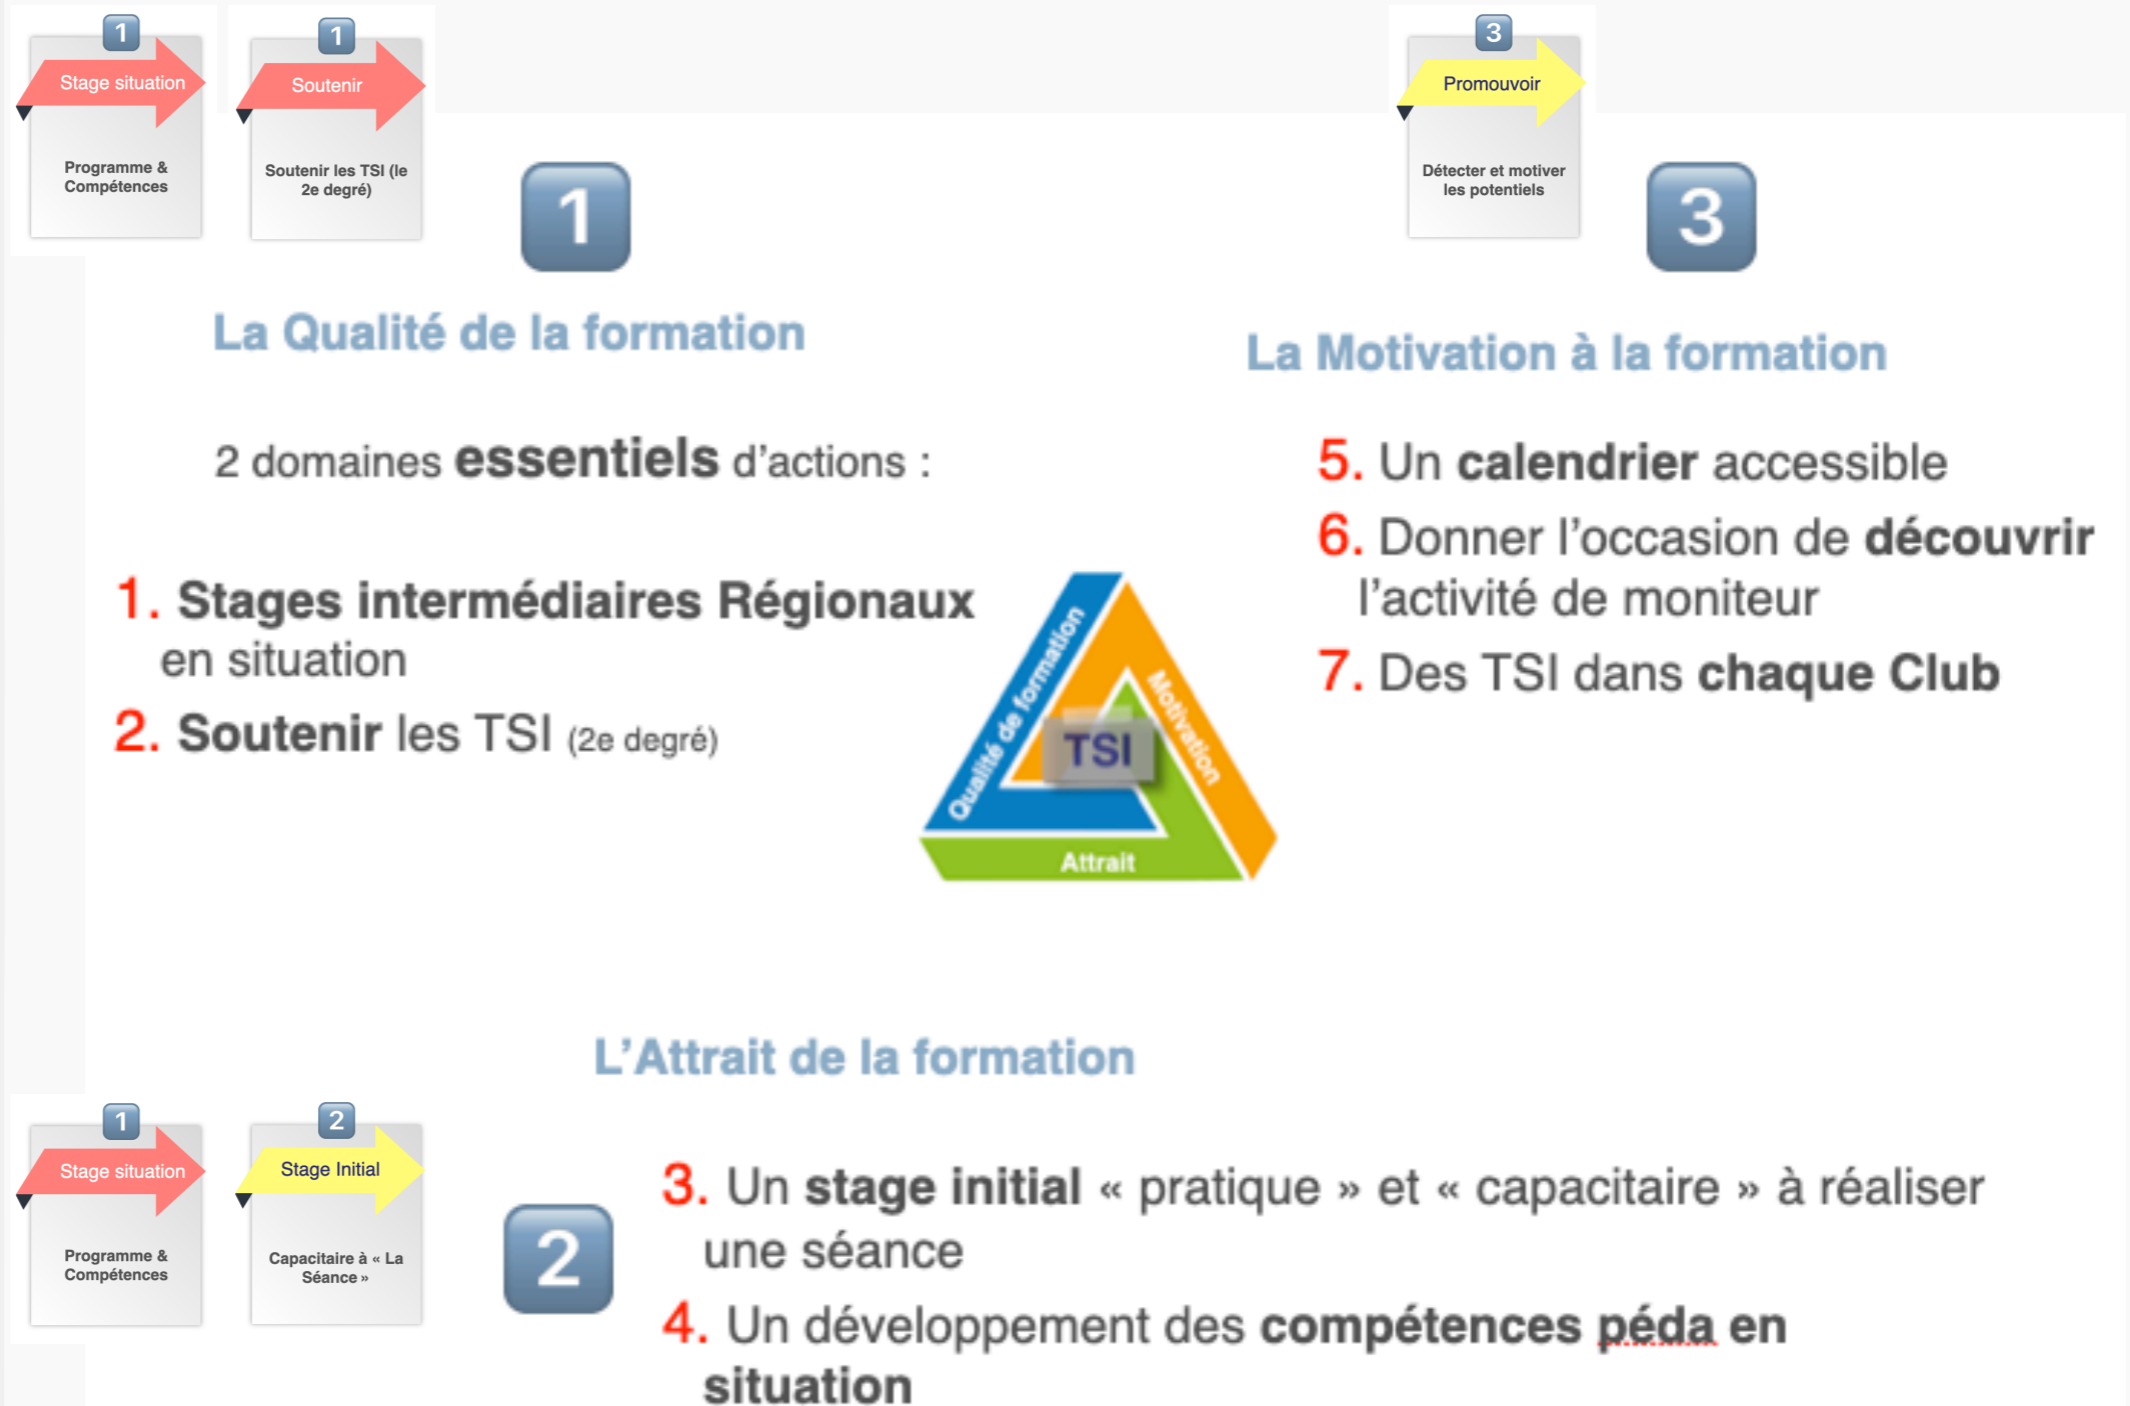 1
Stage situation
Programme &
Compétences
1
Soutenir
Soutenir les TSI (le
2e degré)
3
Promouvoir
Détecter et motiver
les potentiels
1
La Qualité de la formation
2 domaines essentiels d’actions :
1. Stages intermédiaires Régionaux
en situation
2. Soutenir les TSI (2e degré)
3
La Motivation à la formation
5. Un calendrier accessible
6. Donner l’occasion de découvrir
l’activité de moniteur
7. Des TSI dans chaque Club
Qualité de formation
Motivation
TSI
Attrait
L’Attrait de la formation
1
Stage situation
Programme &
Compétences
2
Stage Initial
Capacitaire à « La
Séance »
2
3. Un stage initial « pratique » et « capacitaire » à réaliser
une séance
4. Un développement des compétences péda en
situation